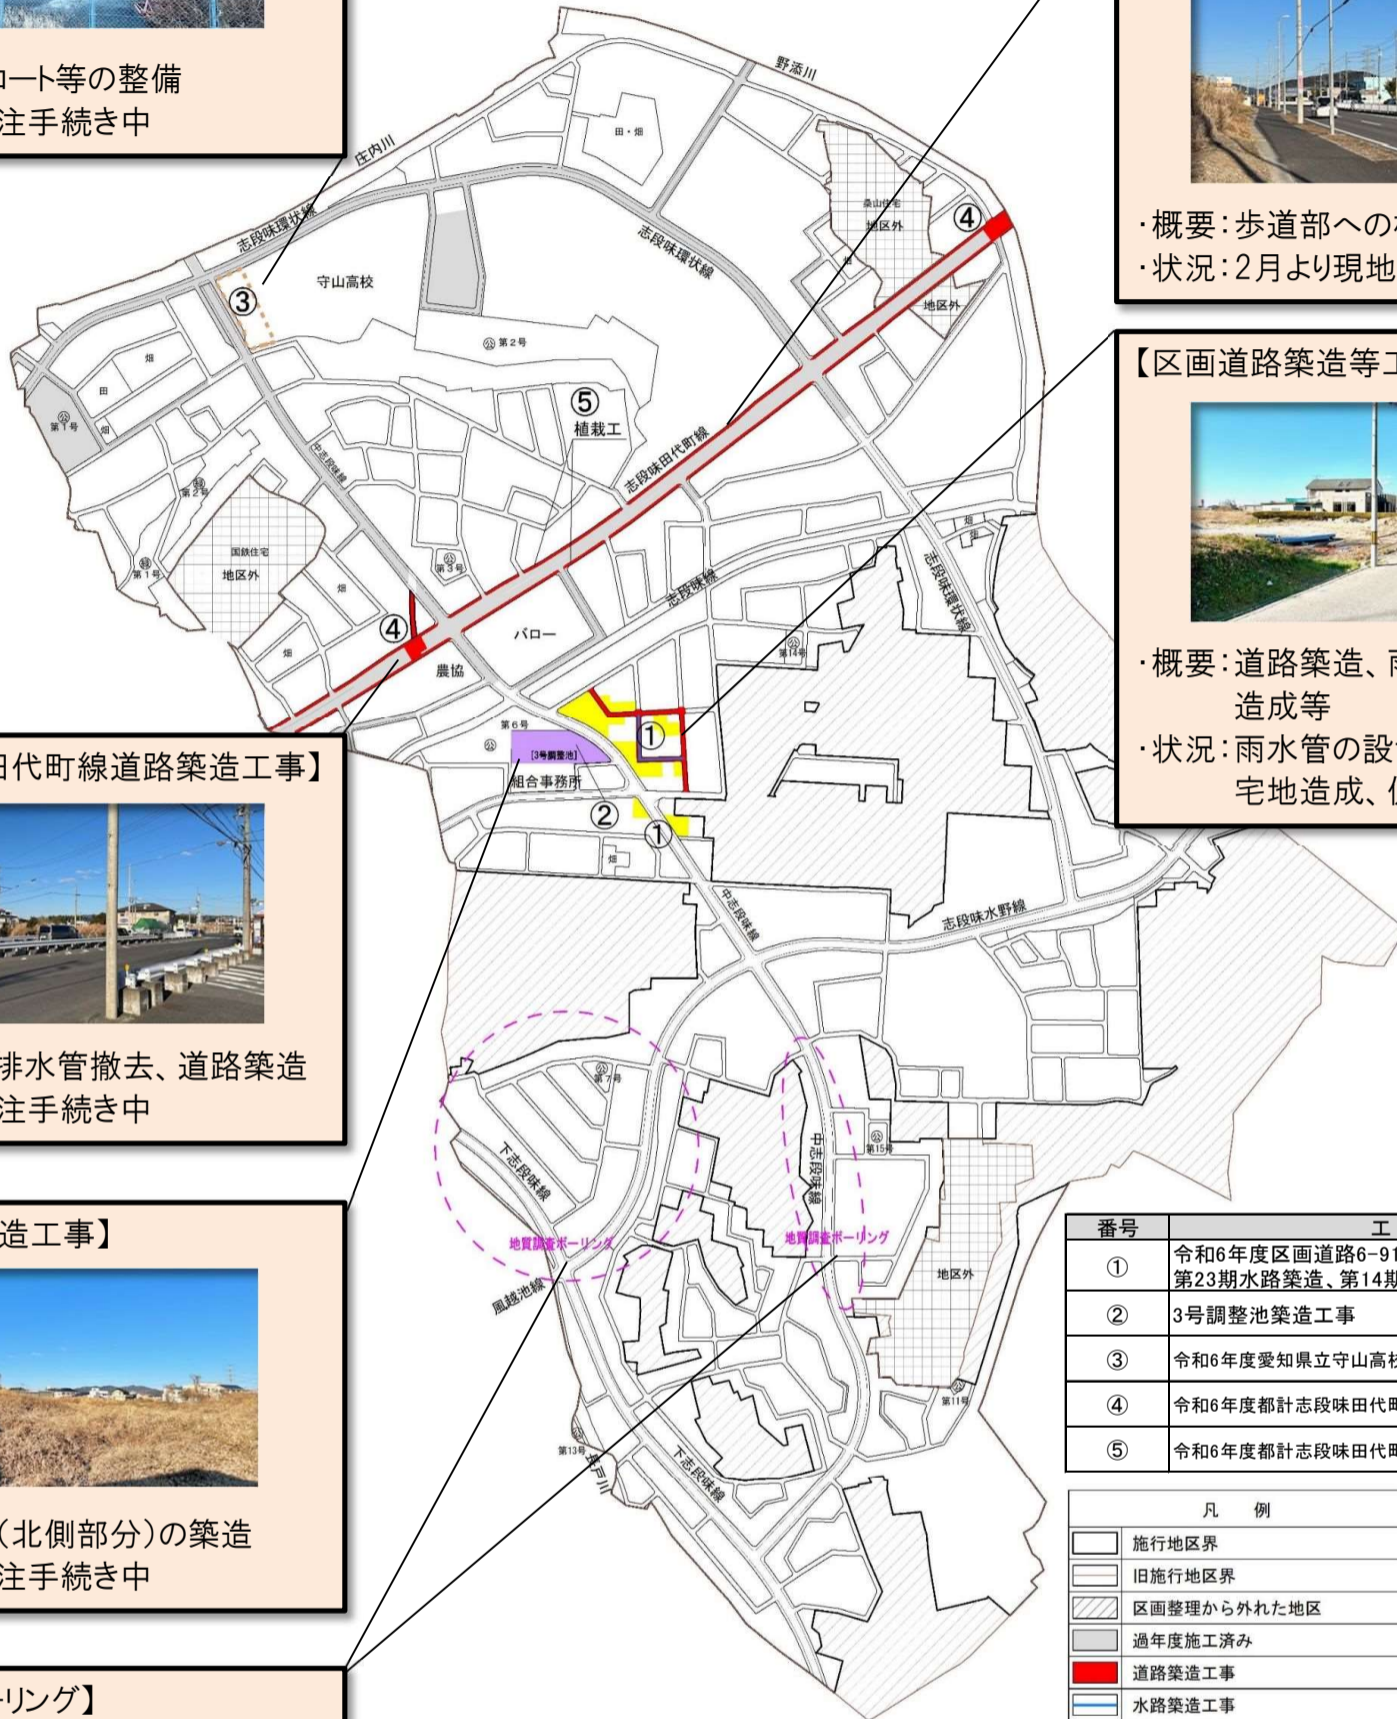 コート等の整備
注手続き中
・概要：歩道部への
・状況：2月より現地
【区画道路築造等工
・概要：道路築造、雨
造成等
・状況：雨水管の設
宅地造成、
田代町線道路築造工事】
排水管撤去、道路築造
注手続き中
造工事】
（北側部分）の築造
注手続き中
ーリング】
野添川
庄内川
田・畑
志段味環状線
志段味環状線
桑山住宅
地区外
畑
④
地区外
守山高校
③
公 第2号
畑
田
畑
公
第1号
⑤
植栽工
志段味田代町線
中志段味線
緑
第2号
緑
第1号
国鉄住宅
地区外
畑
公
第3号
畑
④
バロー
農協
志段味線
畑
畑
志段味環状線
公
第14号
第6号
公
[3号調整池]
組合事務所
①
②
①
畑
中志段味線
志段味水野線
公
第7号
下志段味線
地質調査ボーリング
風越池線
中志段味線
地質調査ボーリング
公
第15号
地区外
公
第11号
公
第13号
長戸川
下志段味線
番号 工
① 令和6年度区画道路6-91
第23期水路築造、第14期
② 3号調整池築造工事
③ 令和6年度愛知県立守山高校
④ 令和6年度都計志段味田代町
⑤ 令和6年度都計志段味田代町
凡 例
施行地区界
旧施行地区界
区画整理から外れた地区
過年度施工済み
道路築造工事
水路築造工事